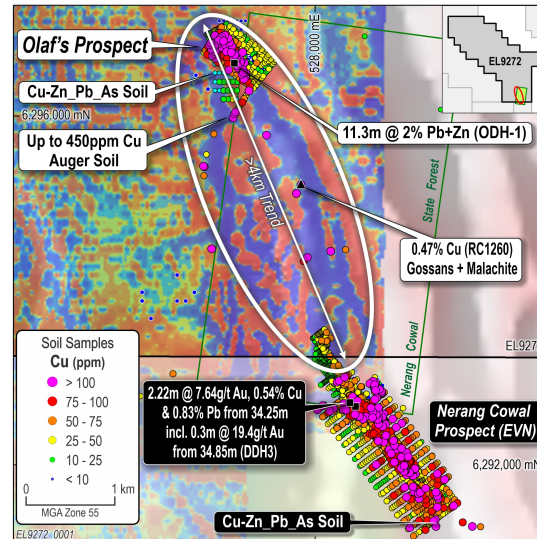 Olaf's Prospect
528,000 mE
EL9272
Cu-Zn_Pb_As Soil
6,296,000 mN
11.3m @ 2% Pb+Zn (ODH-1)
Up to 450ppm Cu
Auger Soil
>4km Trend
State Forest
0.47% Cu (RC1260)
Gossans + Malachite
Soil Samples
Cu (ppm)
> 100
75 - 100
50 - 75
25 - 50
10 - 25
< 10
0 1 km
MGA Zone 55
EL927
2.22m @ 7.64g/t Au, 0.54% Cu
& 0.83% Pb from 34.25m
incl. 0.3m @ 19.4g/t Au
from 34.85m (DDH3)
Nerang Cowal
Nerang Cowal
Prospect (EVN)
6,292,000 mN
Cu-Zn_Pb_As Soil
EL9272_0001